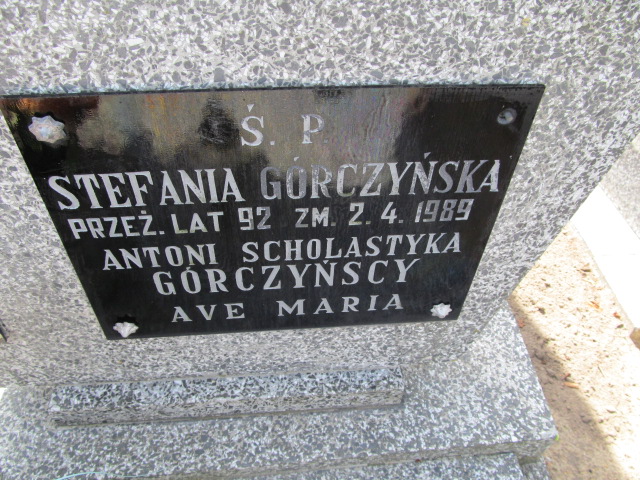 Ś. P.
STEFANIA GÓRCZYŃSKA
PRZEŻ. LAT 92 ZM. 2.4.1989
ANTONI SCHOLASTYKA
GÓRCZYŃSCY
AVE MARIA